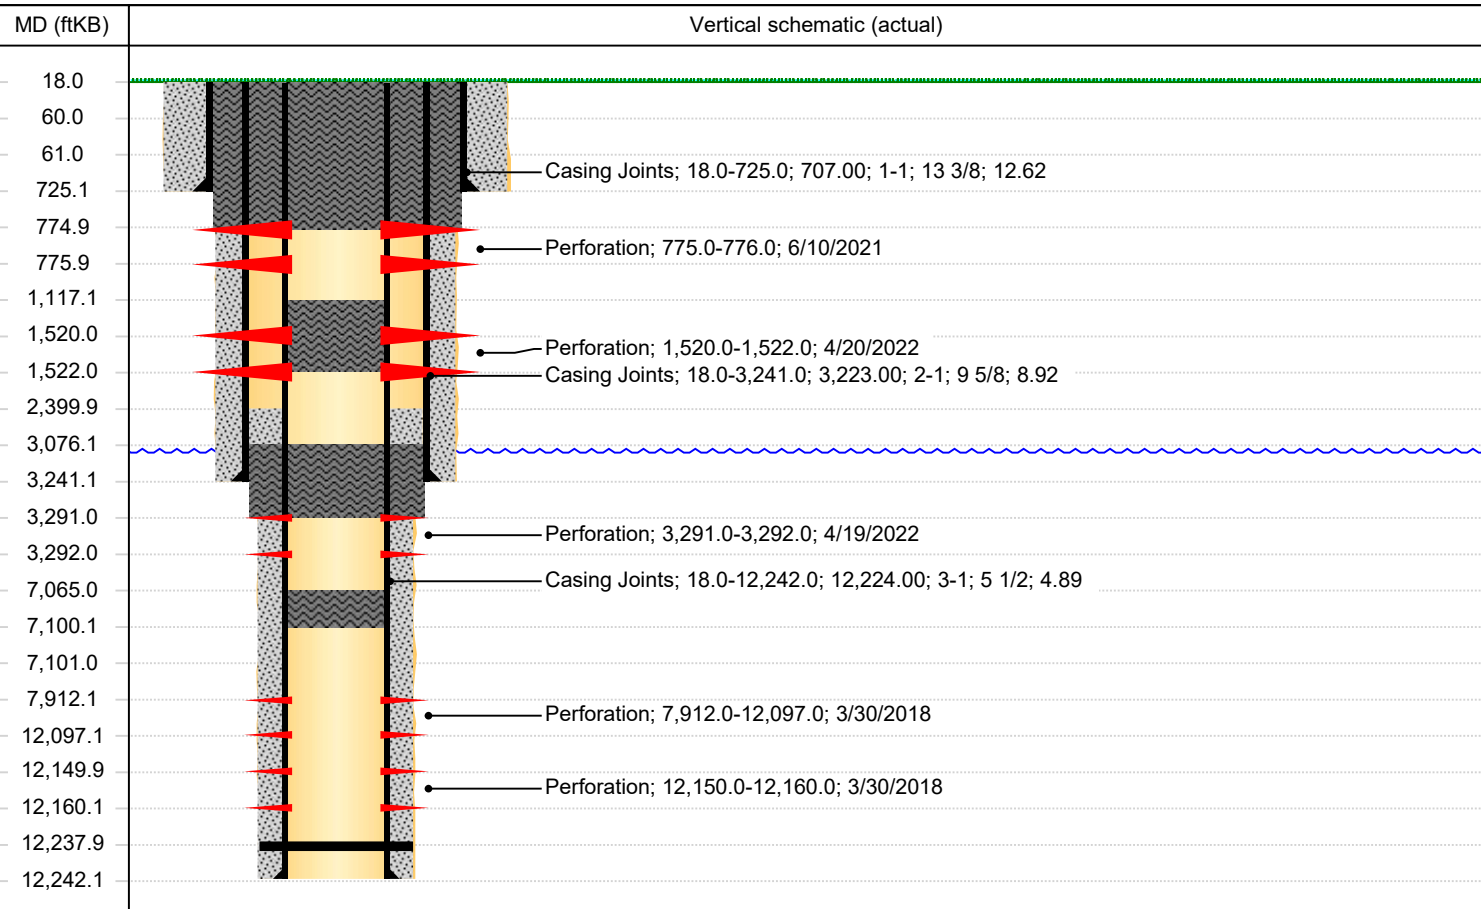 MD (ftKB)
Vertical schematic (actual)
18.0
60.0
61.0
Casing Joints; 18.0-725.0; 707.00; 1-1; 13 3/8; 12.62
725.1
774.9
Perforation; 775.0-776.0; 6/10/2021
775.9
1,117.1
1,520.0
Perforation; 1,520.0-1,522.0; 4/20/2022
1,522.0
Casing Joints; 18.0-3,241.0; 3,223.00; 2-1; 9 5/8; 8.92
2,399.9
3,076.1
3,241.1
3,291.0
Perforation; 3,291.0-3,292.0; 4/19/2022
3,292.0
Casing Joints; 18.0-12,242.0; 12,224.00; 3-1; 5 1/2; 4.89
7,065.0
7,100.1
7,101.0
7,912.1
Perforation; 7,912.0-12,097.0; 3/30/2018
12,097.1
12,149.9
Perforation; 12,150.0-12,160.0; 3/30/2018
12,160.1
12,237.9
12,242.1